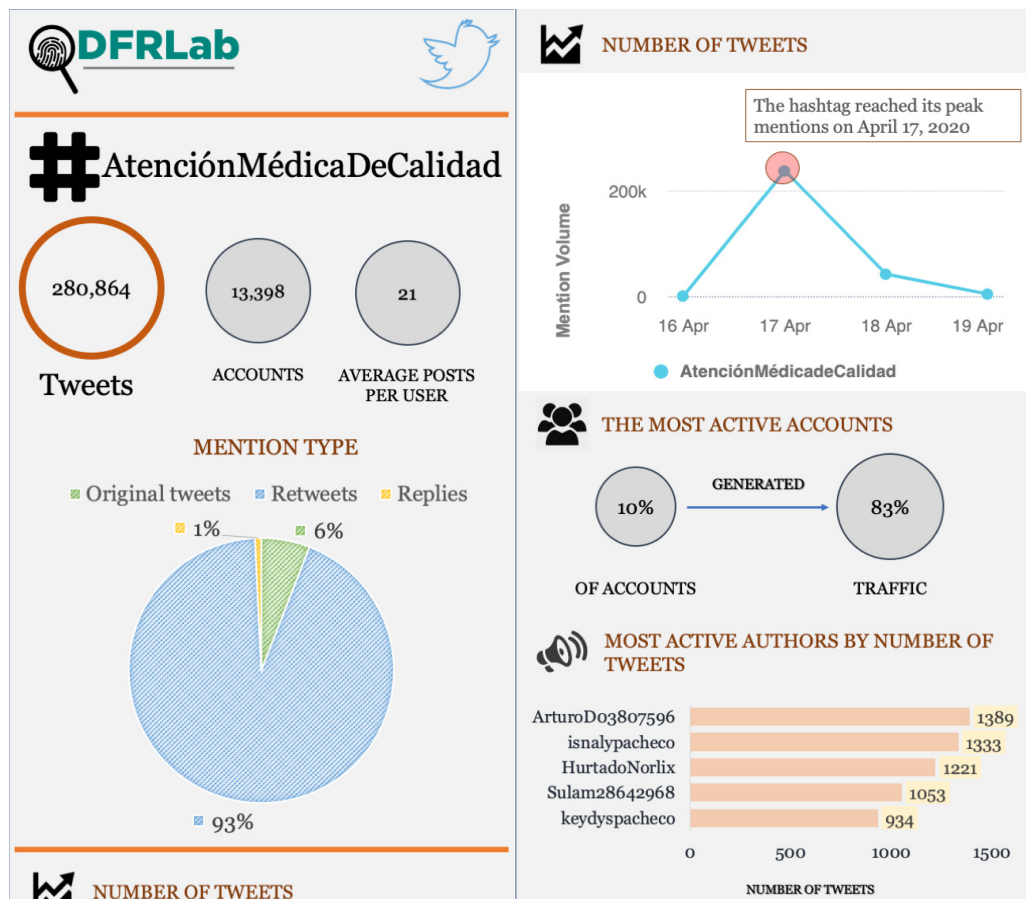 DFRLab
#AtenciónMédicaDeCalidad
280,864
13,398
21
Tweets
ACCOUNTS
AVERAGE POSTS
PER USER
MENTION TYPE
Original tweets
Retweets
Replies
1%
6%
93%
NUMBER OF TWEETS
NUMBER OF TWEETS
The hashtag reached its peak
mentions on April 17, 2020
Mention Volume
200k
0
16 Apr
17 Apr
18 Apr
19 Apr
AtenciónMédicadeCalidad
THE MOST ACTIVE ACCOUNTS
10%
GENERATED
83%
OF ACCOUNTS
TRAFFIC
MOST ACTIVE AUTHORS BY NUMBER OF
TWEETS
ArturoD03807596 1389
isnalypacheco 1333
HurtadoNorlix 1221
Sulam28642968 1053
keydyspacheco 934
0 500 1000 1500
NUMBER OF TWEETS